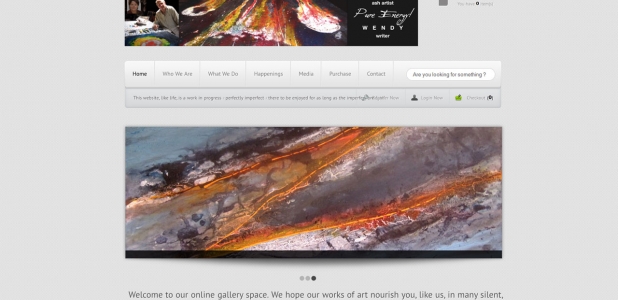 ash artist
Pure Energy!
WENDY
writer
You have 0 item(s)
Home Who We Are What We Do Happenings Media Purchase Contact Are you looking for something ?
This website, like life, is a work in progress - perfectly imperfect - there to be enjoyed for as long as the Now Login Now Checkout (0)
Welcome to our online gallery space. We hope our works of art nourish you, like us, in many silent,